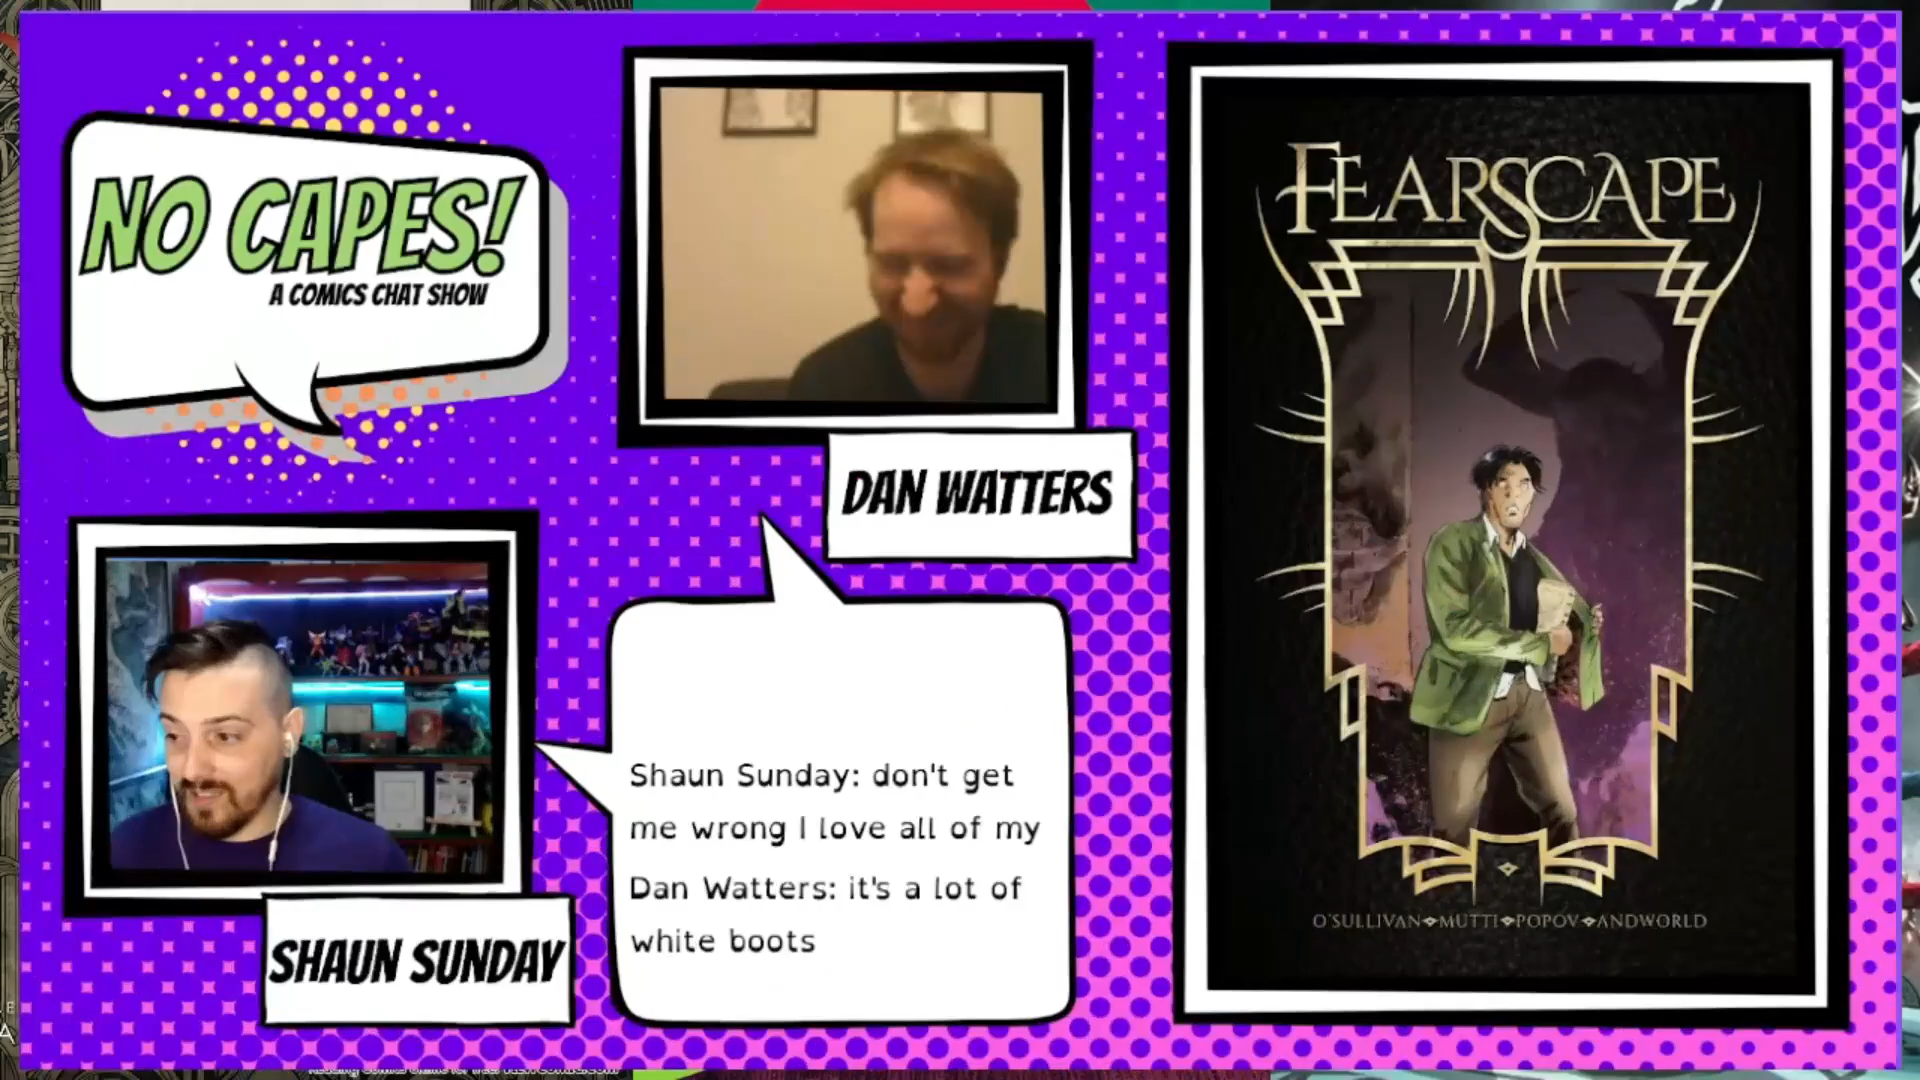 NO CAPES!
A COMICS CHAT SHOW
DAN WATTERS
SHAUN SUNDAY
Shaun Sunday: don't get
me wrong I love all of my
Dan Watters: it's a lot of
white boots
FEARSCAPE
O'SULLIVAN MUTTI POPOV ANDWORLD